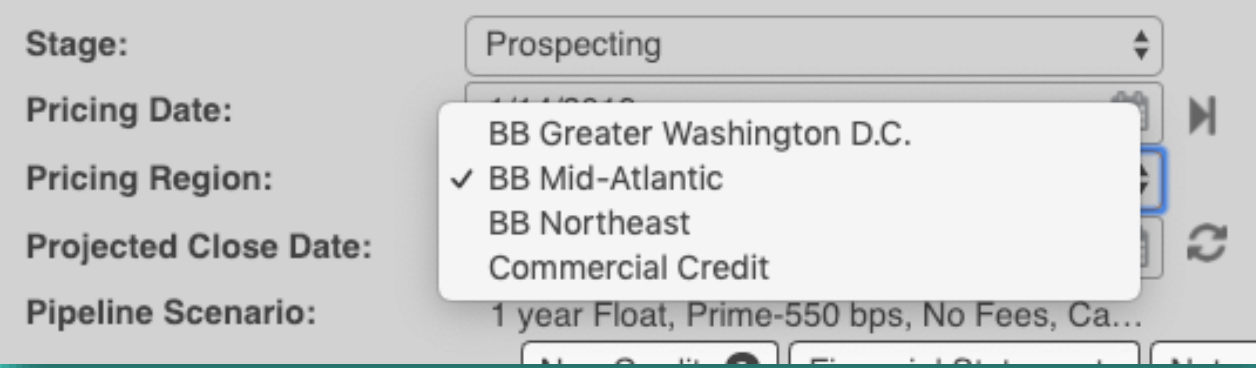 Stage:
Prospecting
Pricing Date:
BB Greater Washington D.C.
Pricing Region:
✓ BB Mid-Atlantic
BB Northeast
Projected Close Date:
Commercial Credit
Pipeline Scenario:
1 year Float, Prime-550 bps, No Fees, Ca...